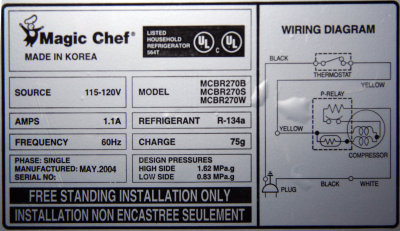 Magic Chef®
MADE IN KOREA
LISTED
HOUSEHOLD
REFRIGERATOR
564T
UL
UL
SOURCE 115-120V
MODEL MCBR270B
MCBR270S
MCBR270W
AMPS 1.1A
REFRIGERANT R-134a
FREQUENCY 60Hz
CHARGE 75g
PHASE: SINGLE
MANUFACTURED: MAY.2004
SERIAL NO:
DESIGN PRESSURES
HIGH SIDE 1.62 MPa.g
LOW SIDE 0.83 MPa.g
FREE STANDING INSTALLATION ONLY
INSTALLATION NON ENCASTREE SEULEMENT
WIRING DIAGRAM
BLACK
THERMOSTAT
YELLOW
P-RELAY
YELLOW
COMPRESSOR
PLUG
BLACK
WHITE